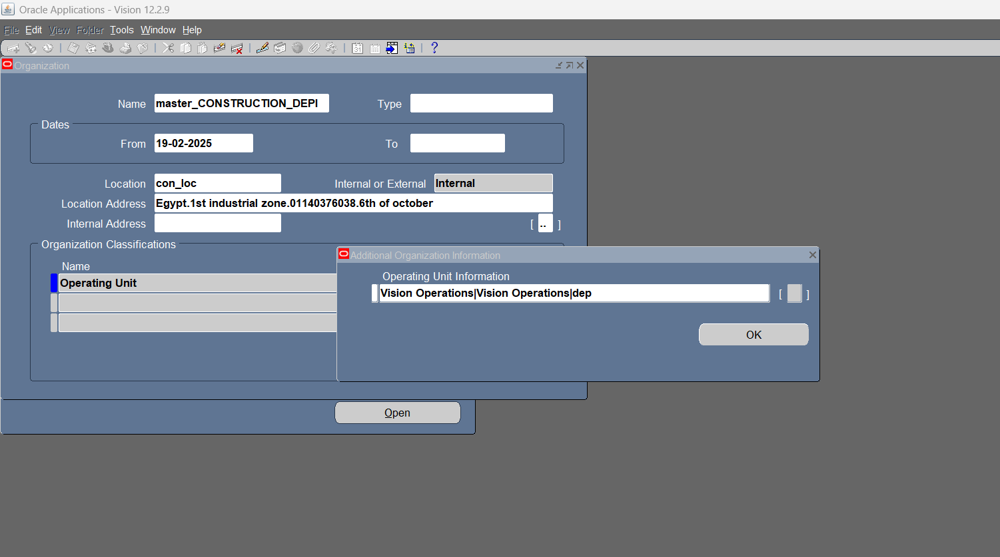 Oracle Applications - Vision 12.2.9
File Edit View Folder Tools Window Help
31
?
Organization
Name master_CONSTRUCTION_DEPI Type
Dates
From 19-02-2025 To
Location con_loc Internal or External Internal
Location Address Egypt.1st industrial zone.01140376038.6th of october
Internal Address [ .. ]
Organization Classifications
Name
Operating Unit
Additional Organization Information
Operating Unit Information
Vision Operations|Vision Operations|dep [ ]
OK
Open